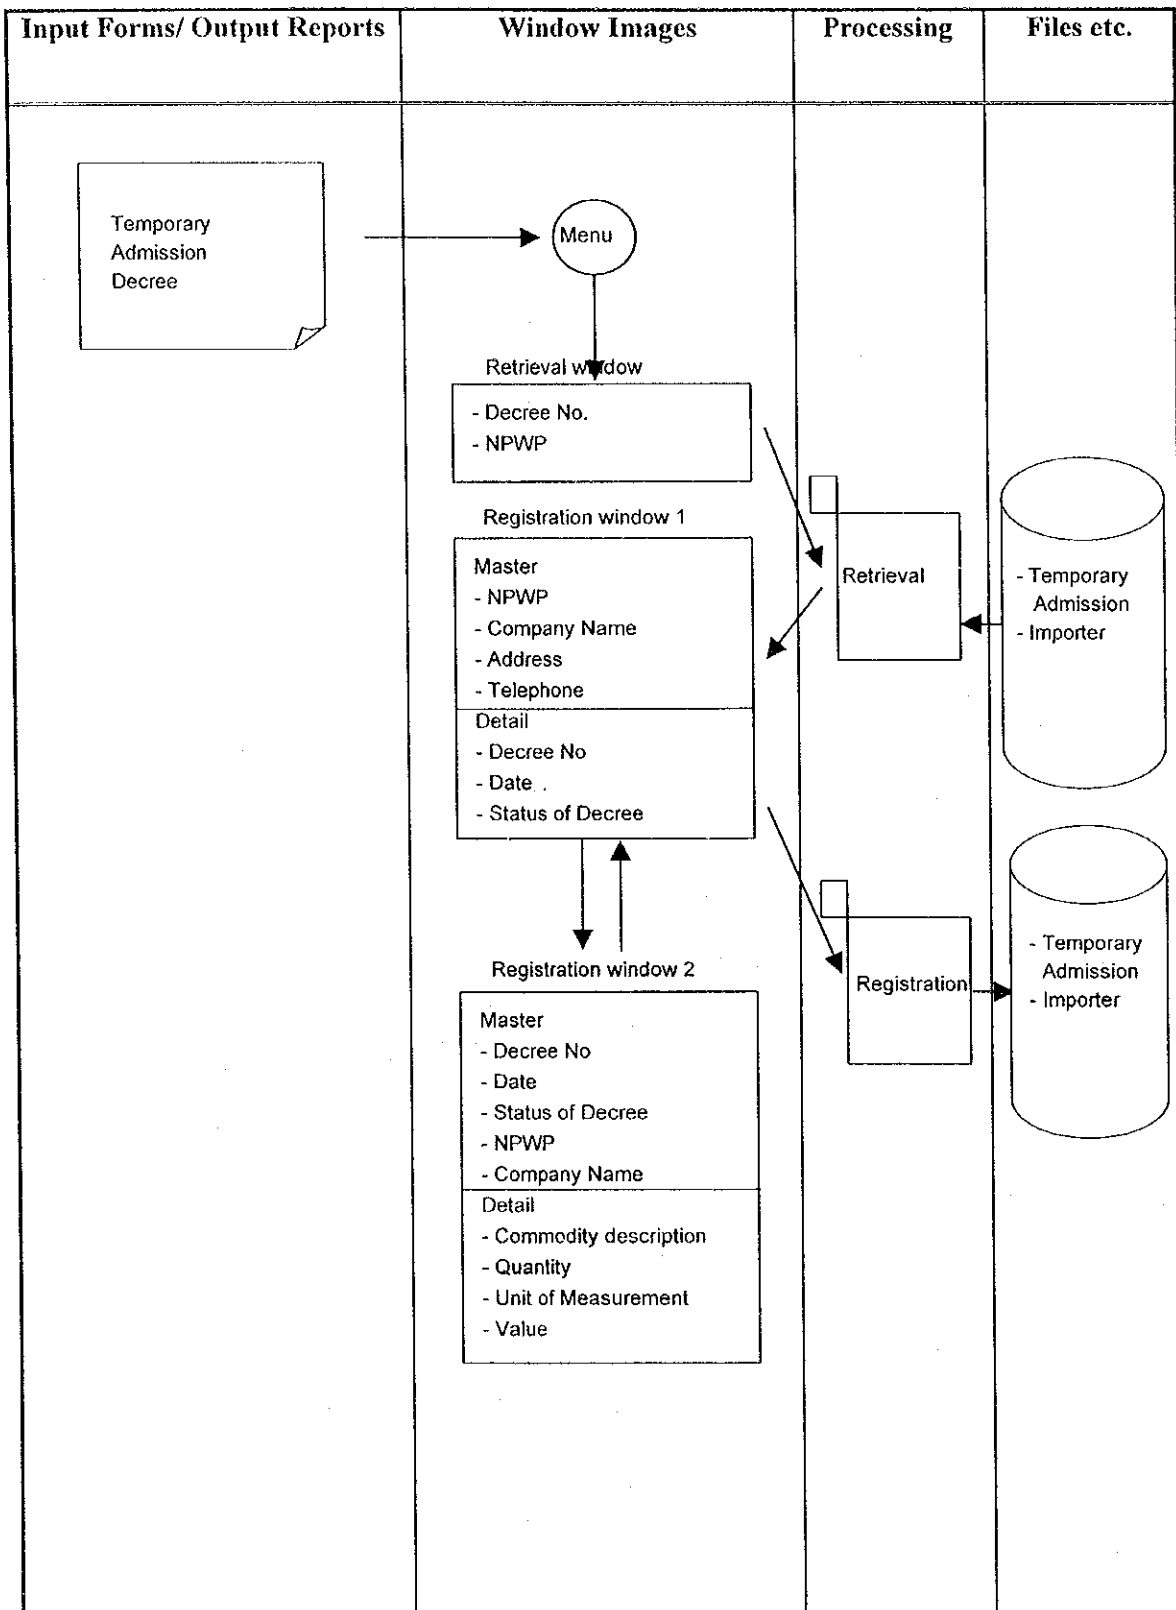 Input Forms/ Output Reports
Window Images
Processing
Files etc.
Temporary
Admission
Decree
Menu
Retrieval window
- Decree No.
- NPWP
Registration window 1
Master
- NPWP
- Company Name
- Address
- Telephone
Detail
- Decree No
- Date
- Status of Decree
Retrieval
- Temporary
Admission
- Importer
Registration window 2
Master
- Decree No
- Date
- Status of Decree
- NPWP
- Company Name
Detail
- Commodity description
- Quantity
- Unit of Measurement
- Value
Registration
- Temporary
Admission
- Importer